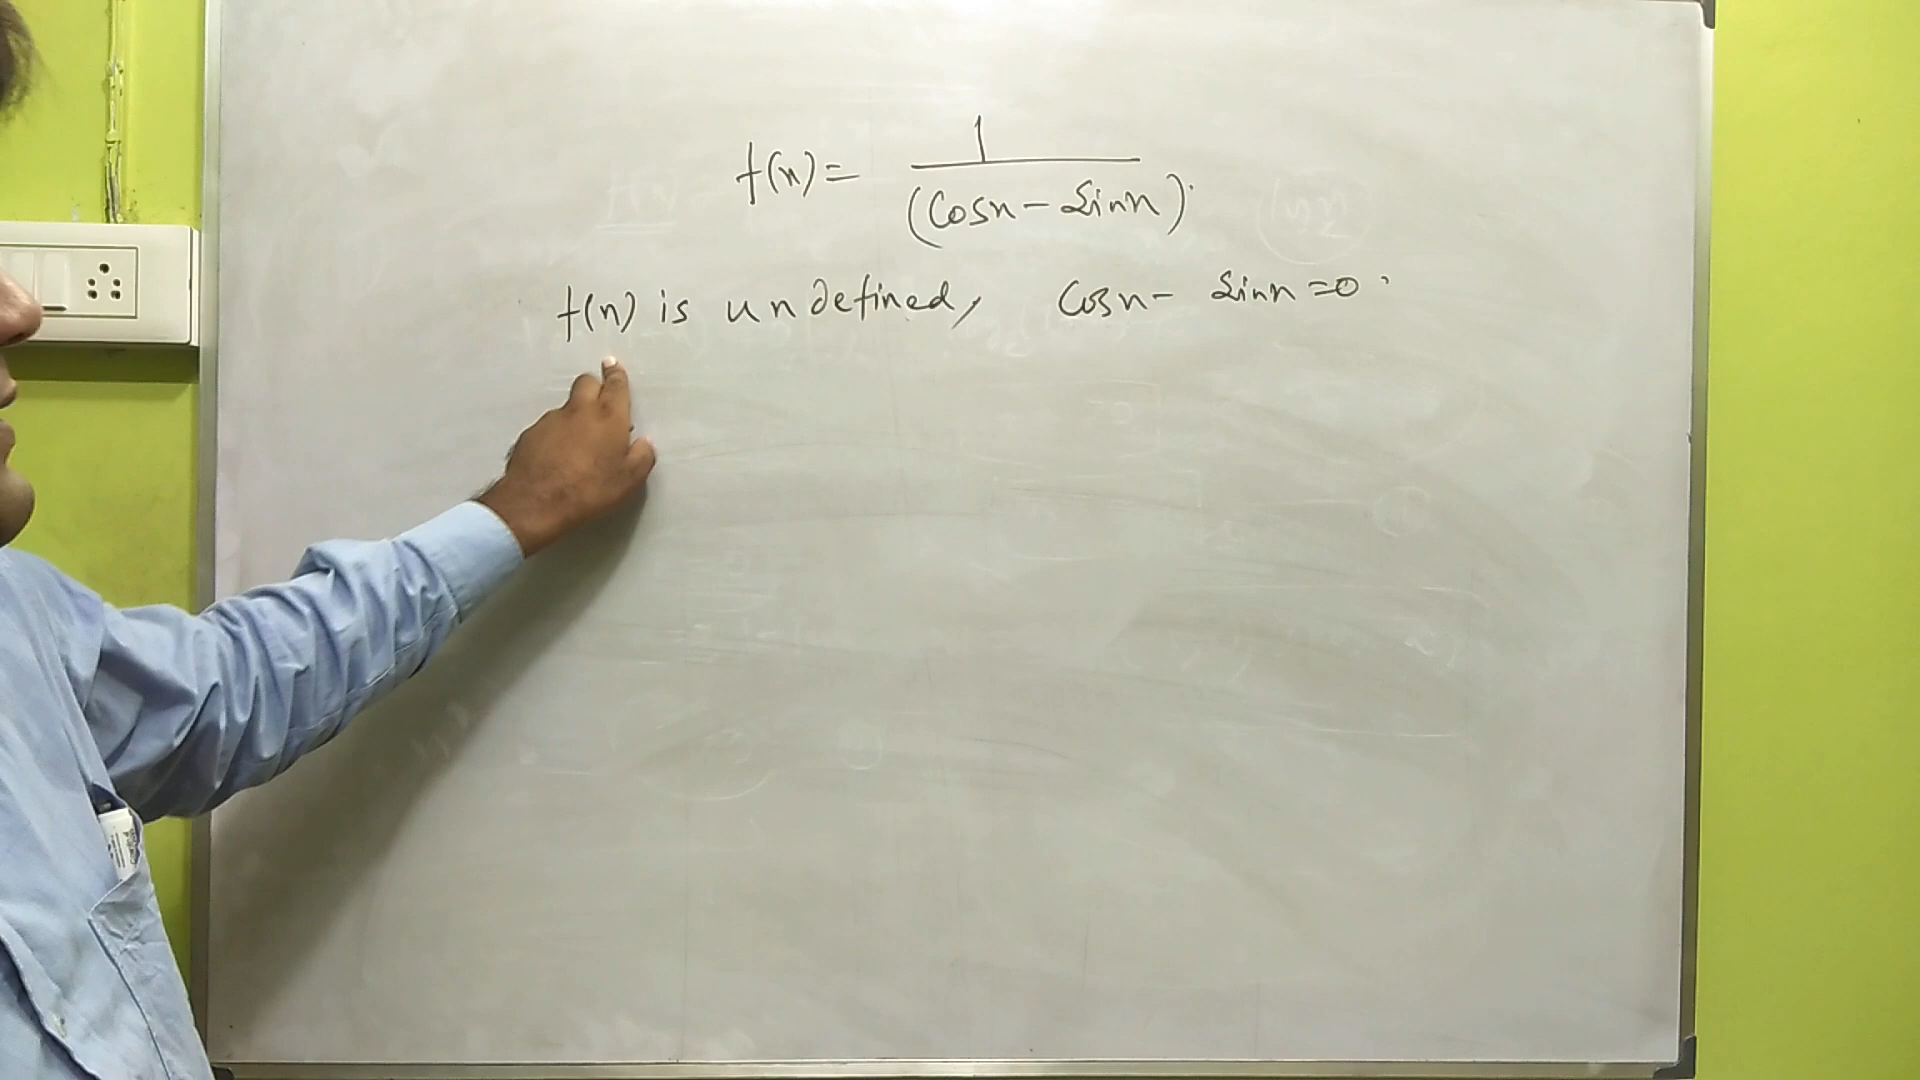 f(x) = 1 / (Cosx - Sinx).
f(x) is undefined, Cosx - Sinx = 0.